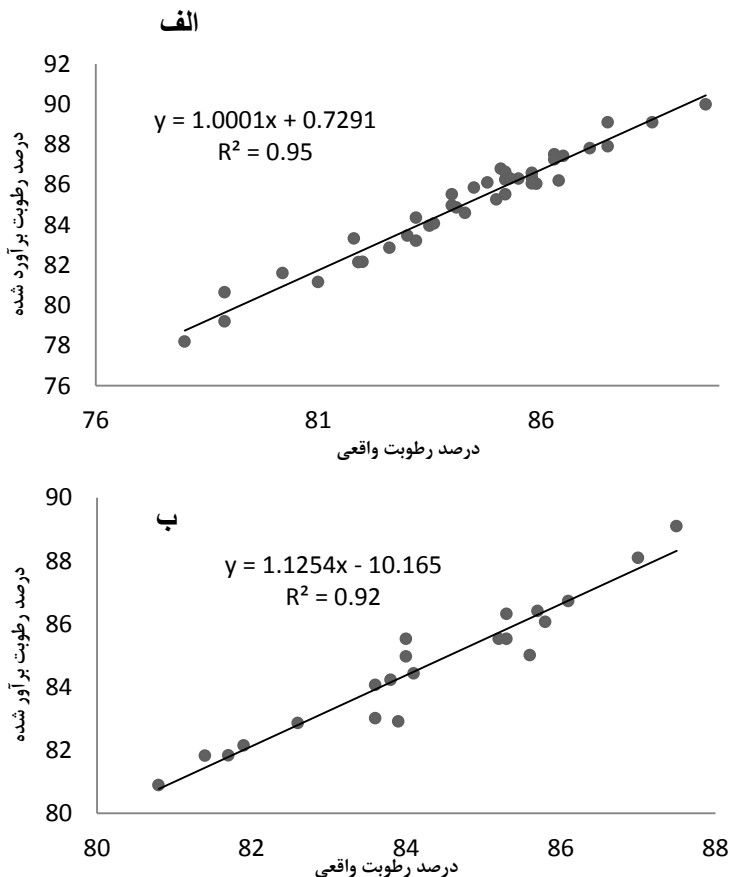 الف
92
90
88
86
84
82
80
78
76
درصد رطوبت برآورد شده
y = 1.0001x + 0.7291
R² = 0.95
76 81 86
درصد رطوبت واقعی
ب
90
88
86
84
82
80
درصد رطوبت برآور شده
y = 1.1254x - 10.165
R² = 0.92
80 82 84 86 88
درصد رطوبت واقعی